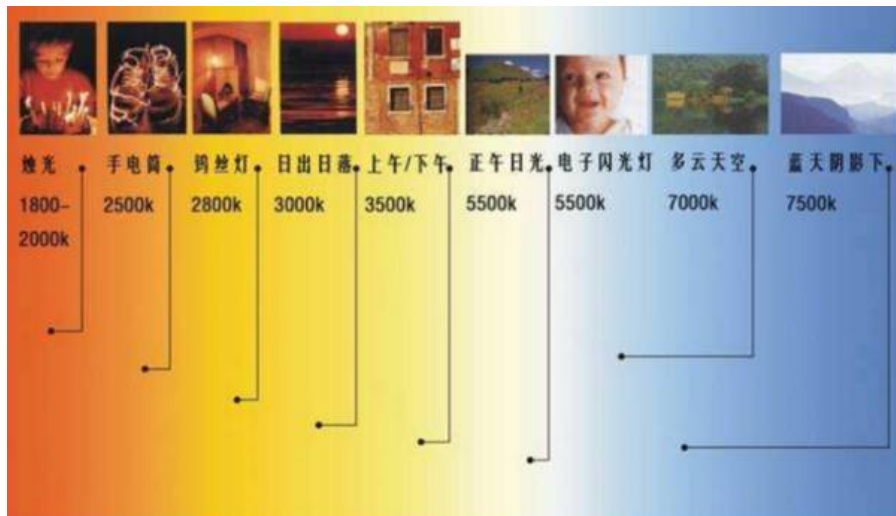 烛光
手电筒
钨丝灯
日出日落
上午/下午
正午日光
电子闪光灯
多云天空
蓝天阴影下
1800-
2000k
2500k
2800k
3000k
3500k
5500k
5500k
7000k
7500k